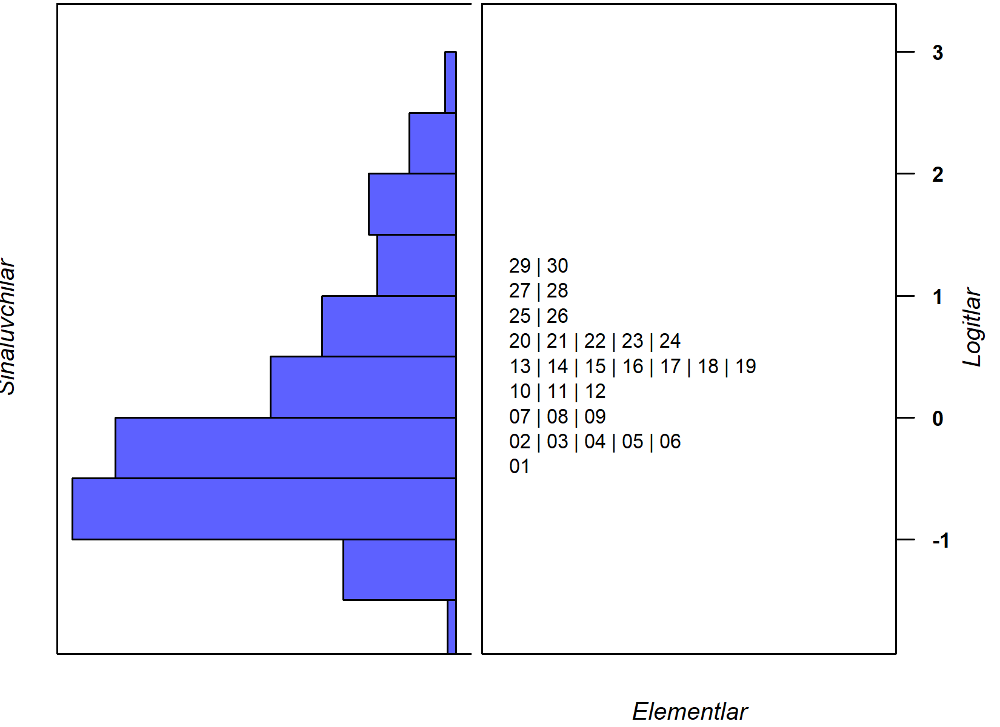 Sinaluvchilar
29 | 30
27 | 28
25 | 26
20 | 21 | 22 | 23 | 24
13 | 14 | 15 | 16 | 17 | 18 | 19
10 | 11 | 12
07 | 08 | 09
02 | 03 | 04 | 05 | 06
01
3
2
1
0
-1
Logitlar
Elementlar